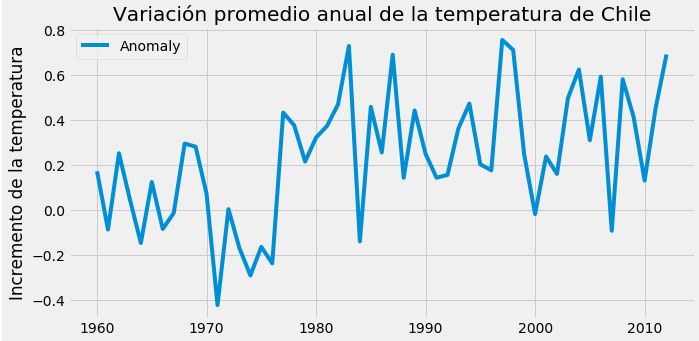 Variación promedio anual de la temperatura de Chile
Anomaly
Incremento de la temperatura
0.8
0.6
0.4
0.2
0.0
−0.2
−0.4
1960 1970 1980 1990 2000 2010